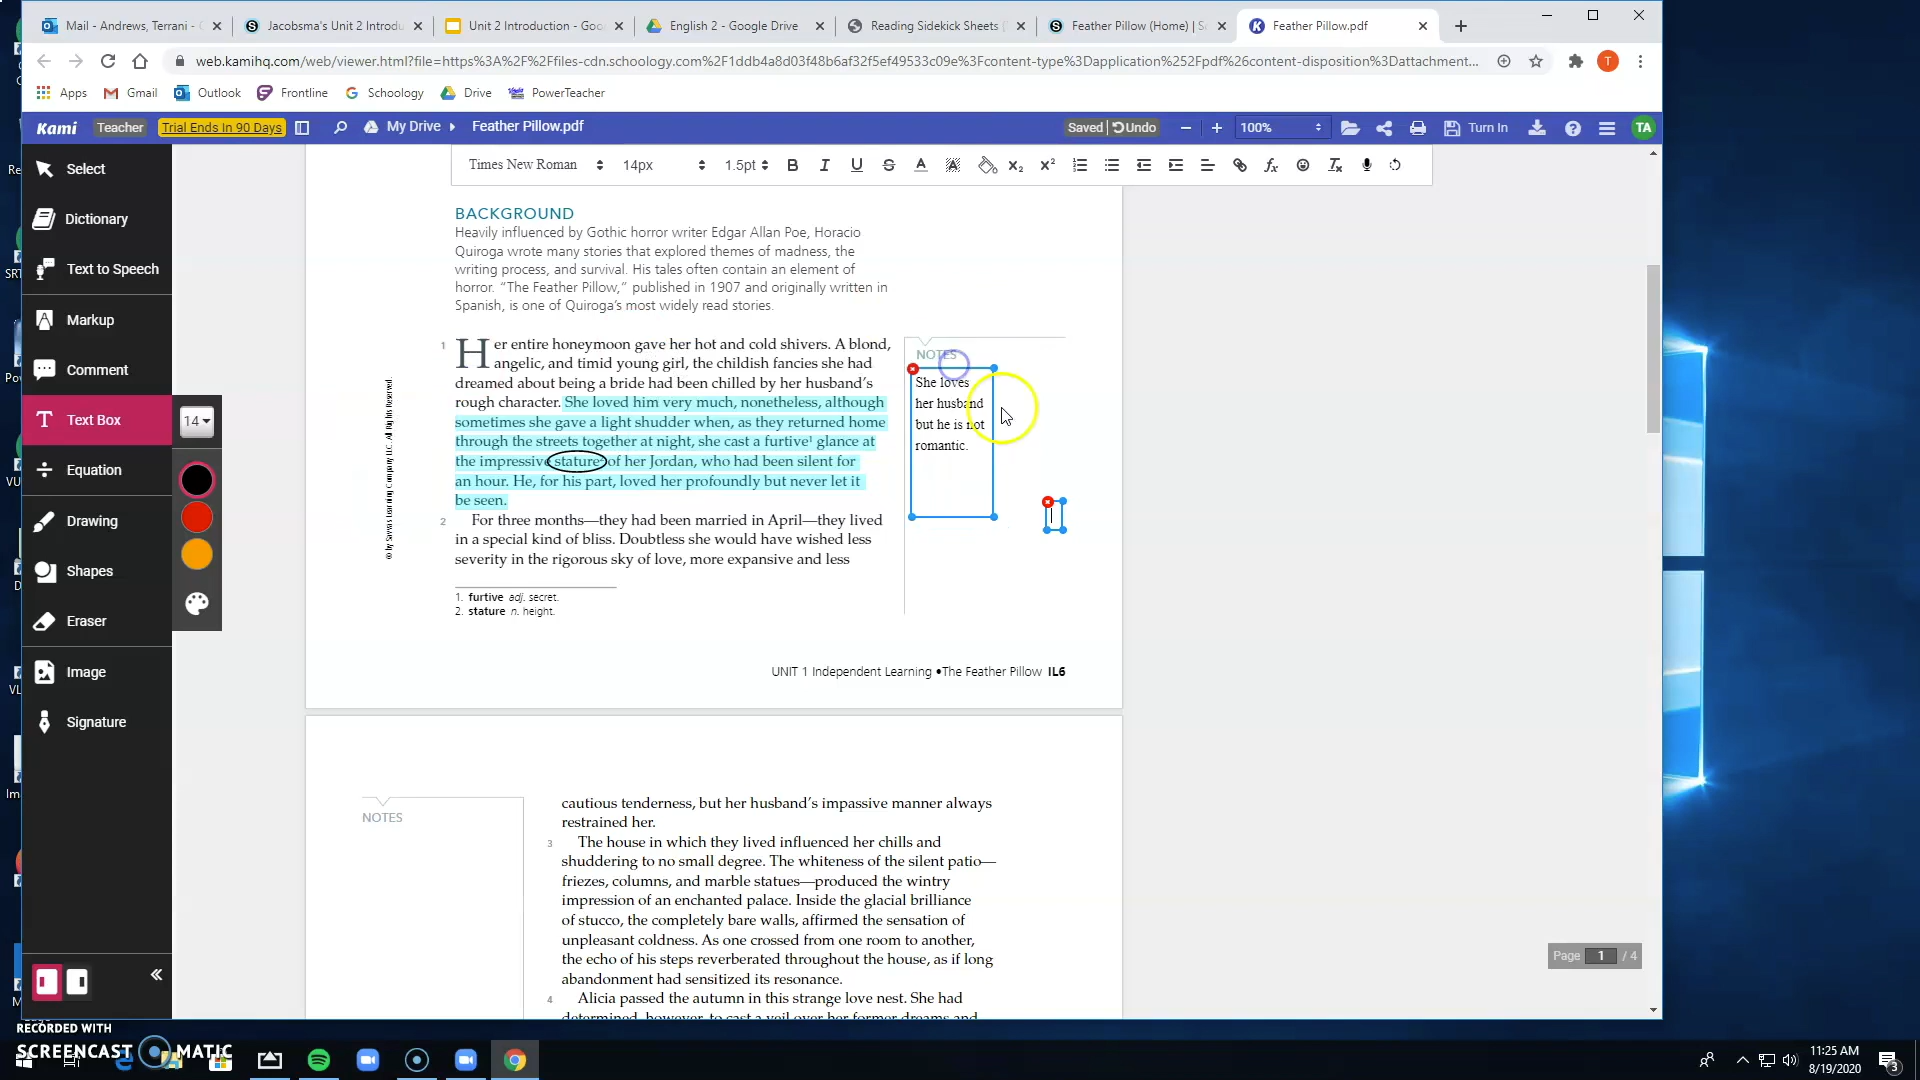 Mail - Andrews, Terrani -
Jacobsma's Unit 2 Introdu
Unit 2 Introduction - Goo
English 2 - Google Drive
Reading Sidekick Sheets
Feather Pillow (Home) | S
Feather Pillow.pdf
web.kamihq.com/web/viewer.html?file=https%3A%2F%2Ffiles-cdn.schoology.com%2F1ddb4a8d03f48b6af32f5ef49533c09e%3Fcontent-type%3Dapplication%252Fpdf%26content-disposition%3Dattachment...
Apps
Gmail
Outlook
Frontline
Schoology
Drive
PowerTeacher
Kami
Teacher
Trial Ends In 90 Days
My Drive
Feather Pillow.pdf
Saved | Undo
100%
Turn In
TA
Select
Dictionary
Text to Speech
Markup
Comment
Text Box
Equation
Drawing
Shapes
Eraser
Image
Signature
14
Times New Roman
14px
1.5pt
BACKGROUND
Heavily influenced by Gothic horror writer Edgar Allan Poe, Horacio
Quiroga wrote many stories that explored themes of madness, the
writing process, and survival. His tales often contain an element of
horror. “The Feather Pillow,” published in 1907 and originally written in
Spanish, is one of Quiroga’s most widely read stories.
1
Her entire honeymoon gave her hot and cold shivers. A blond,
angelic, and timid young girl, the childish fancies she had
dreamed about being a bride had been chilled by her husband’s
rough character. She loved him very much, nonetheless, although
sometimes she gave a light shudder when, as they returned home
through the streets together at night, she cast a furtive¹ glance at
the impressive stature² of her Jordan, who had been silent for
an hour. He, for his part, loved her profoundly but never let it
be seen.
2
For three months—they had been married in April—they lived
in a special kind of bliss. Doubtless she would have wished less
severity in the rigorous sky of love, more expansive and less
1. furtive adj. secret.
2. stature n. height.
© by Savvas Learning Company LLC. All Rights Reserved.
NOTES
She loves
her husband
but he is not
romantic.
UNIT 1 Independent Learning •The Feather Pillow IL6
NOTES
cautious tenderness, but her husband’s impassive manner always
restrained her.
3
The house in which they lived influenced her chills and
shuddering to no small degree. The whiteness of the silent patio—
friezes, columns, and marble statues—produced the wintry
impression of an enchanted palace. Inside the glacial brilliance
of stucco, the completely bare walls, affirmed the sensation of
unpleasant coldness. As one crossed from one room to another,
the echo of his steps reverberated throughout the house, as if long
abandonment had sensitized its resonance.
4
Alicia passed the autumn in this strange love nest. She had
determined, however, to cast a veil over her former dreams and
Page 1 / 4
RECORDED WITH
SCREENCAST MATIC
11:25 AM
8/19/2020
3